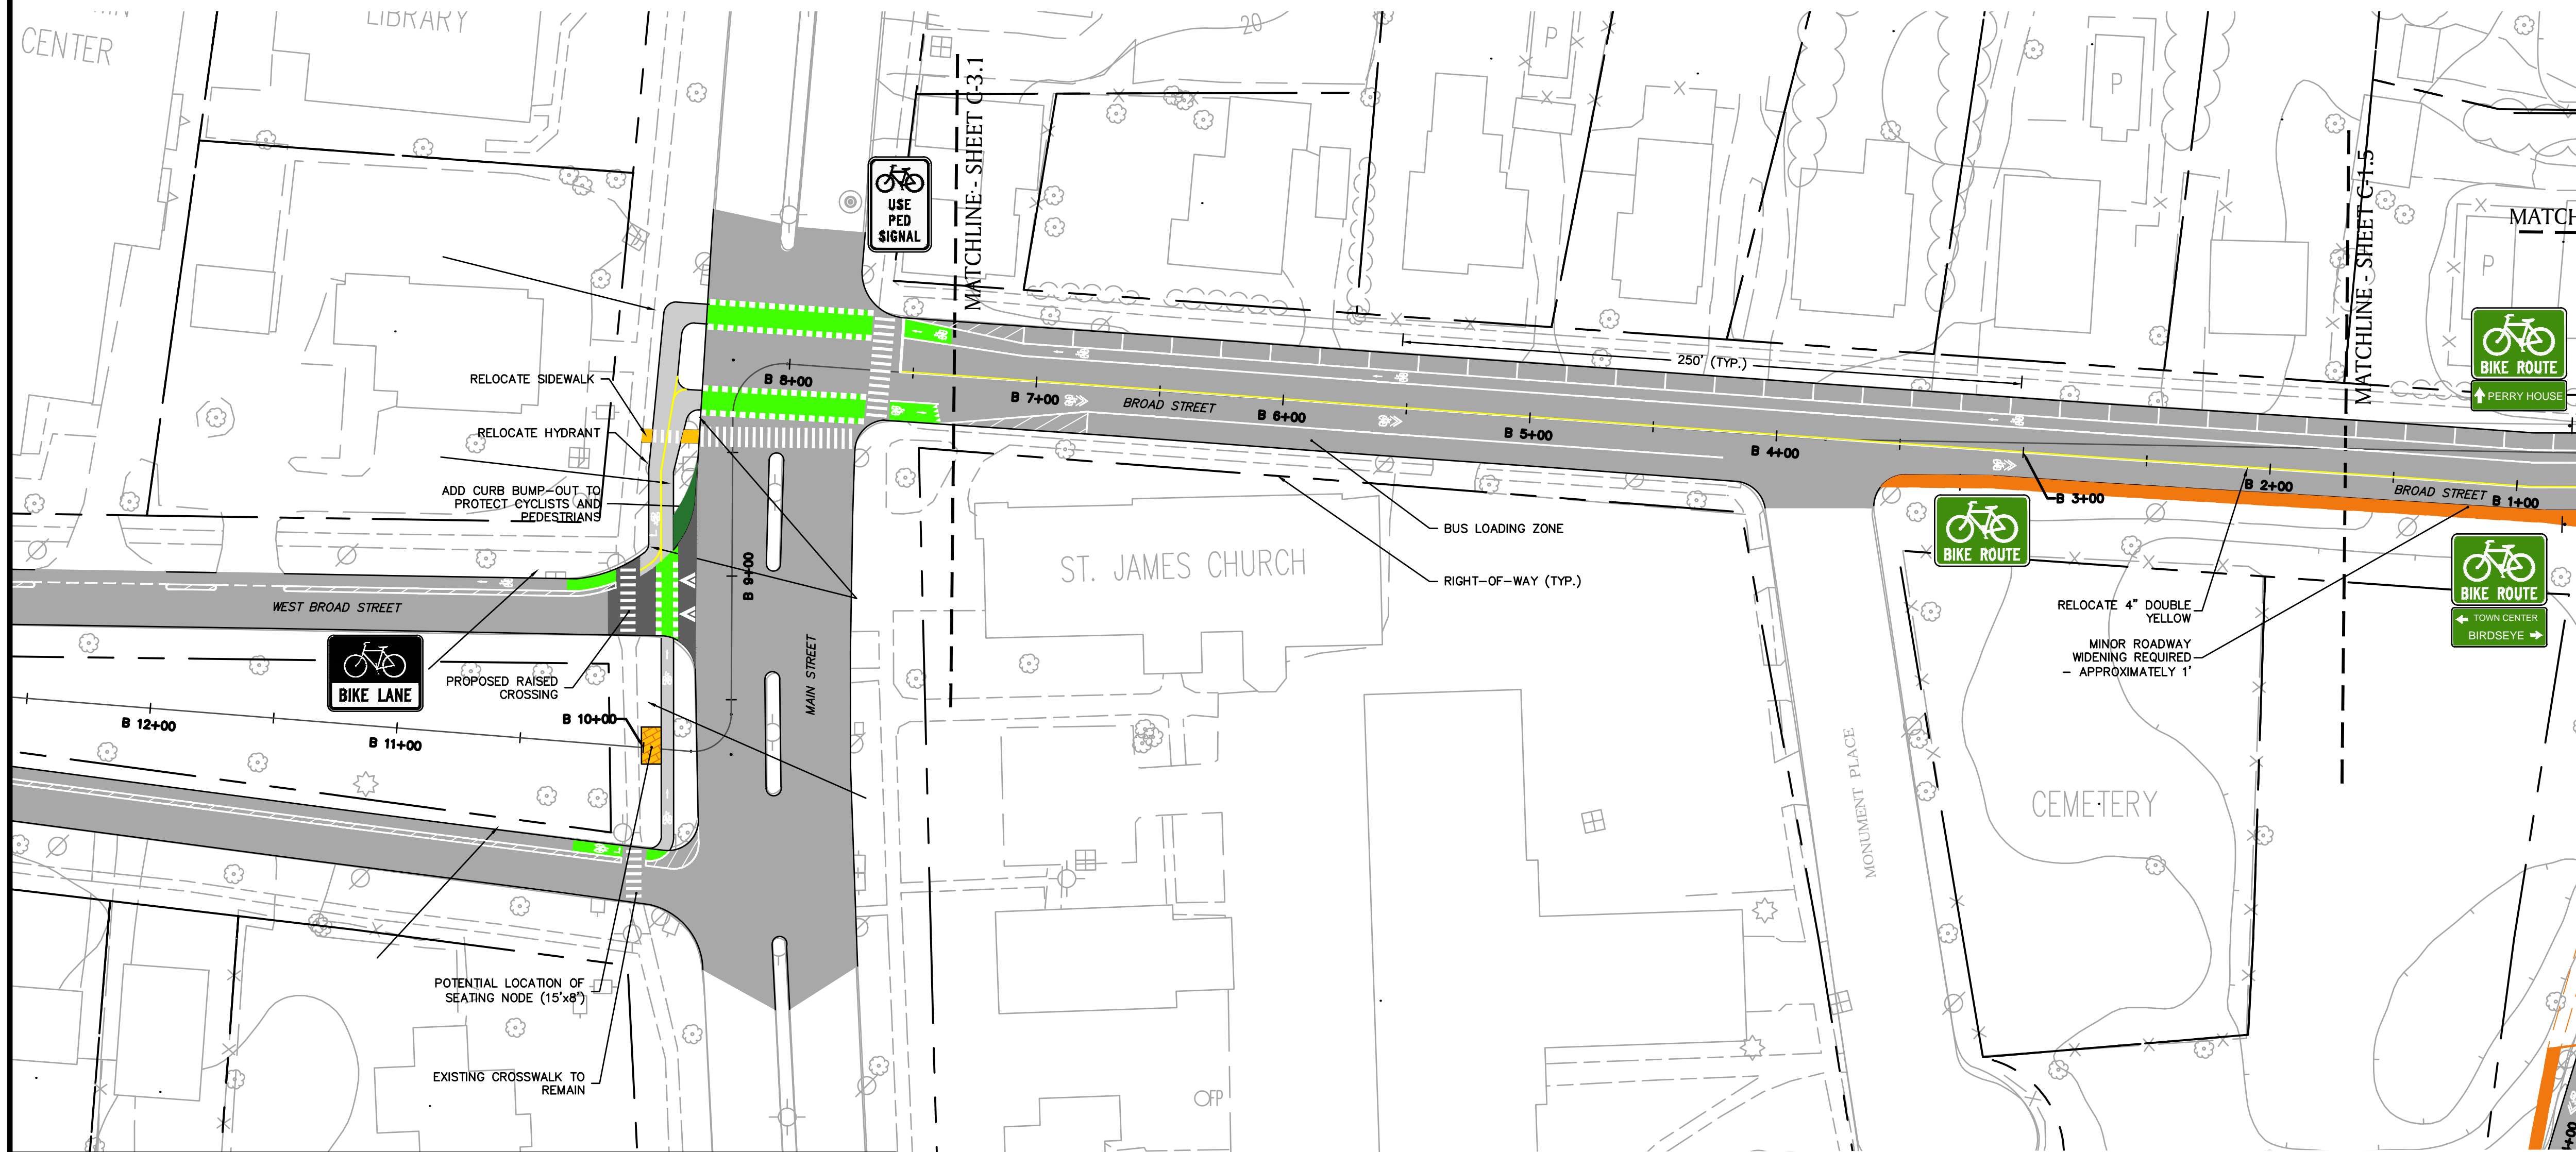 LIBRARY
CENTER
20
P
P
P
MATCHLINE - SHEET C-3.1
MATCHLINE - SHEET C-1.5
MATCH
USE
PED
SIGNAL
BIKE ROUTE
PERRY HOUSE
250' (TYP.)
RELOCATE SIDEWALK
B 8+00
B 7+00
BROAD STREET
B 6+00
B 5+00
B 4+00
B 3+00
B 2+00
BROAD STREET
B 1+00
RELOCATE HYDRANT
ADD CURB BUMP-OUT TO
PROTECT CYCLISTS AND
PEDESTRIANS
BUS LOADING ZONE
RIGHT-OF-WAY (TYP.)
ST. JAMES CHURCH
BIKE ROUTE
BIKE ROUTE
TOWN CENTER
BIRDSEYE
RELOCATE 4" DOUBLE
YELLOW
MINOR ROADWAY
WIDENING REQUIRED
- APPROXIMATELY 1'
B 9+00
WEST BROAD STREET
MAIN STREET
BIKE LANE
PROPOSED RAISED
CROSSING
B 10+00
B 11+00
B 12+00
MONUMENT PLACE
CEMETERY
POTENTIAL LOCATION OF
SEATING NODE (15'x8')
EXISTING CROSSWALK TO
REMAIN
FP